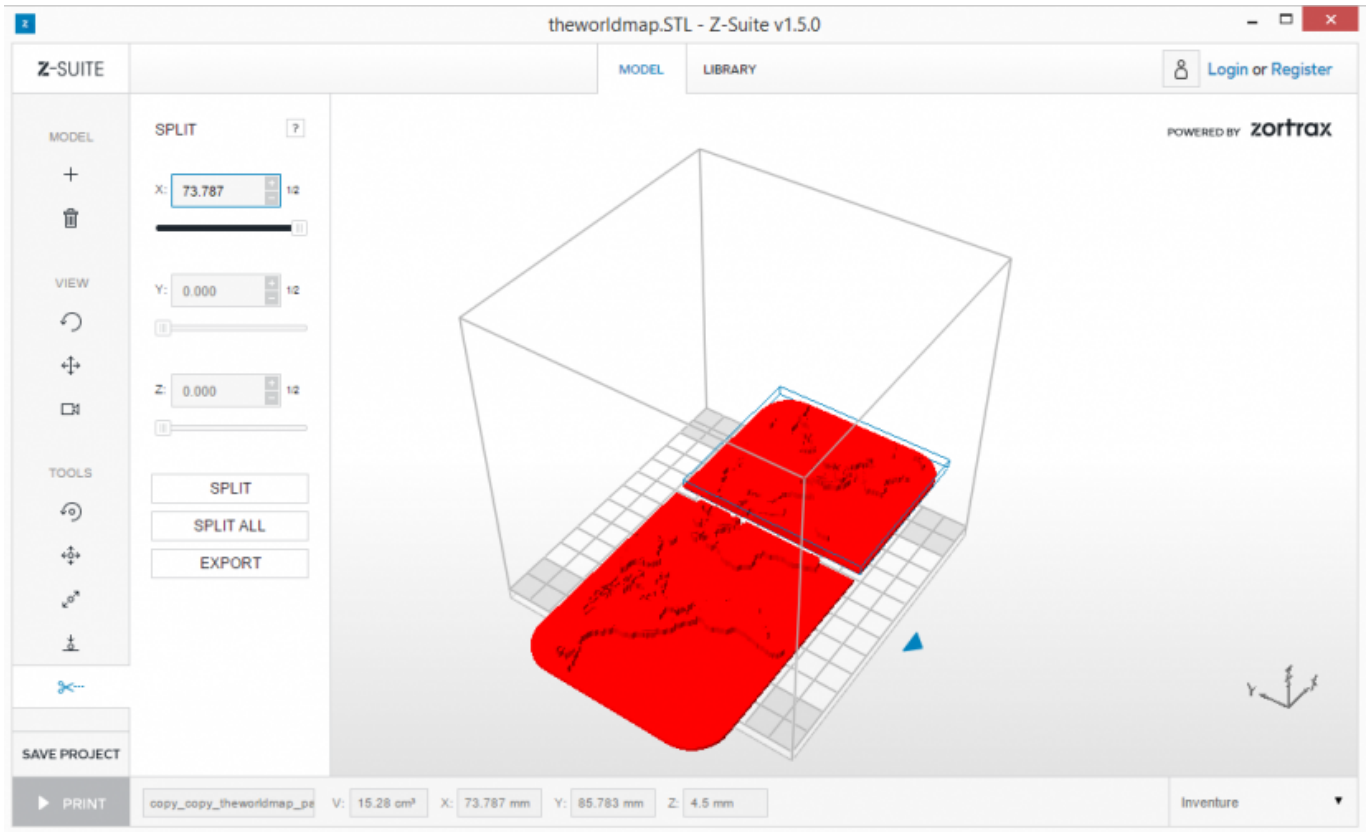 theworldmap.STL - Z-Suite v1.5.0
Z-SUITE
MODEL
LIBRARY
Login or Register
MODEL
VIEW
TOOLS
SAVE PROJECT
PRINT
SPLIT
?
X: 73.787 1/2
Y: 0.000 1/2
Z: 0.000 1/2
SPLIT
SPLIT ALL
EXPORT
POWERED BY zortrax
Y Z X
copy_copy_theworldmap_pa V: 15.28 cm³ X: 73.787 mm Y: 85.783 mm Z: 4.5 mm
Inventure